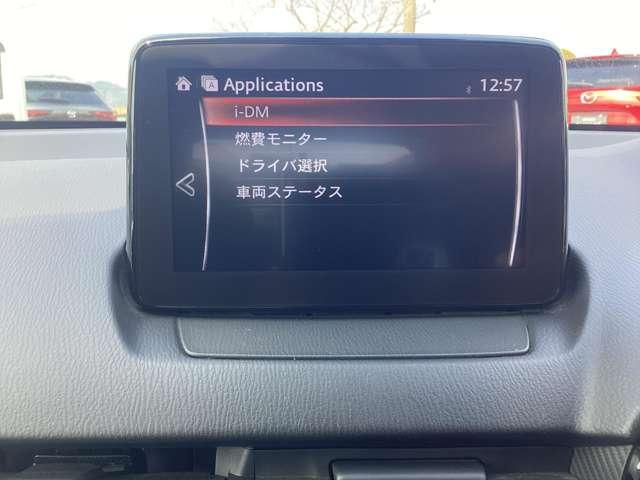 Applications 12:57
i-DM
燃費モニター
ドライバ選択
車両ステータス